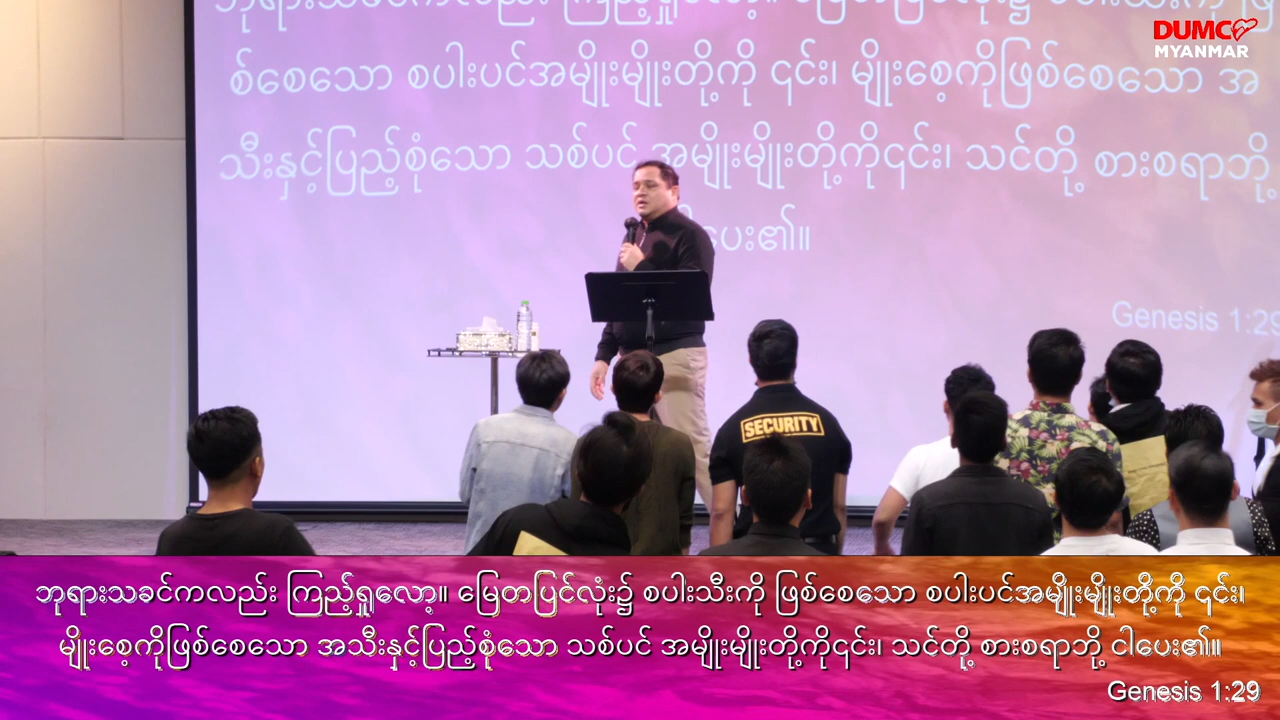 DUMC
MYANMAR
စ်စေသော စပါးပင်အမျိုးမျိုးတို့ကို ၎င်း၊ မျိုးစေ့ကိုဖြစ်စေသော အ
သီးနှင့်ပြည့်စုံသော သစ်ပင် အမျိုးမျိုးတို့ကို၎င်း၊ သင်တို့ စားစရာဘို့
ပေး၏။
Genesis 1:29
SECURITY
ဘုရားသခင်ကလည်း ကြည့်ရှုလော့။ မြေတပြင်လုံး၌ စပါးသီးကို ဖြစ်စေသော စပါးပင်အမျိုးမျိုးတို့ကို ၎င်း၊
မျိုးစေ့ကိုဖြစ်စေသော အသီးနှင့်ပြည့်စုံသော သစ်ပင် အမျိုးမျိုးတို့ကို၎င်း၊ သင်တို့ စားစရာဘို့ ငါပေး၏။
Genesis 1:29